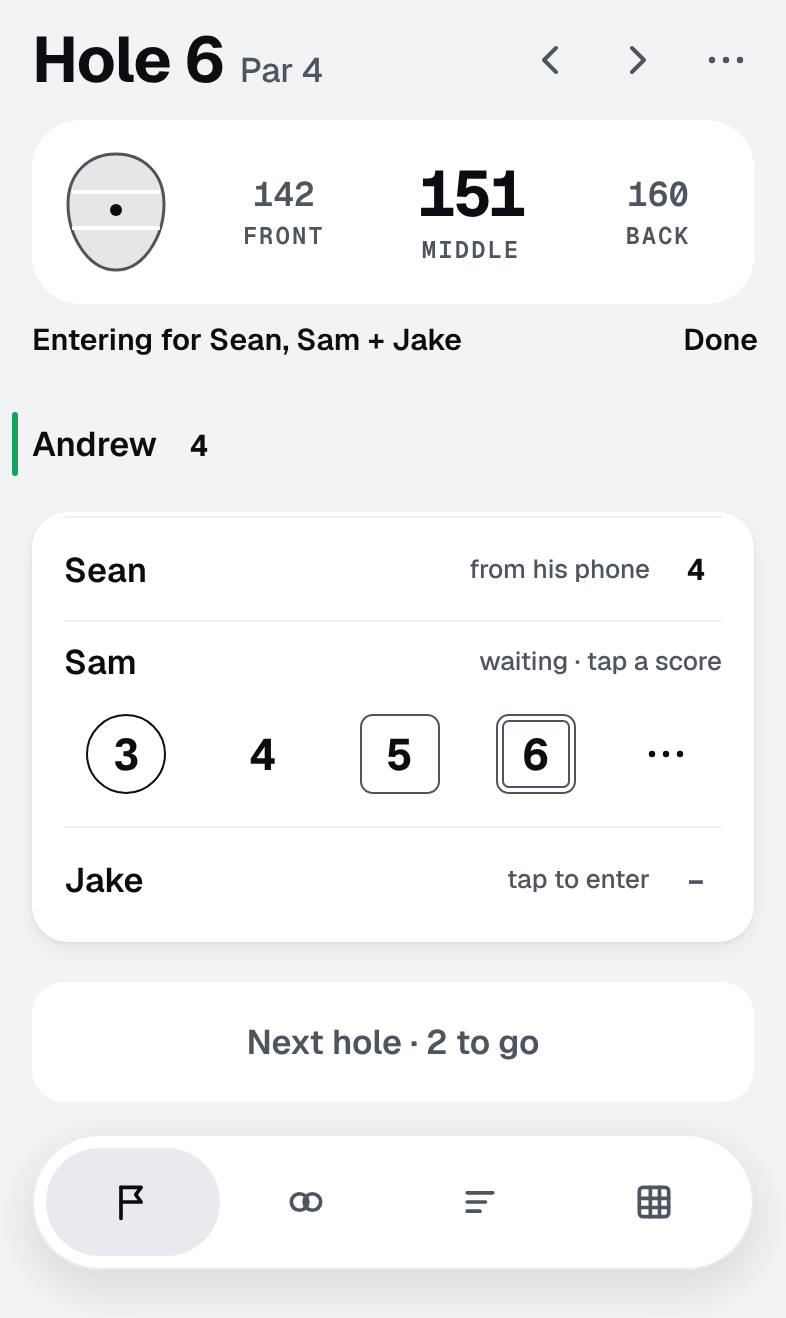 Hole 6 Par 4
142 151 160
FRONT MIDDLE BACK
Entering for Sean, Sam + Jake Done
Andrew 4
Sean from his phone 4
Sam waiting · tap a score
3 4 5 6 ...
Jake tap to enter –
Next hole · 2 to go